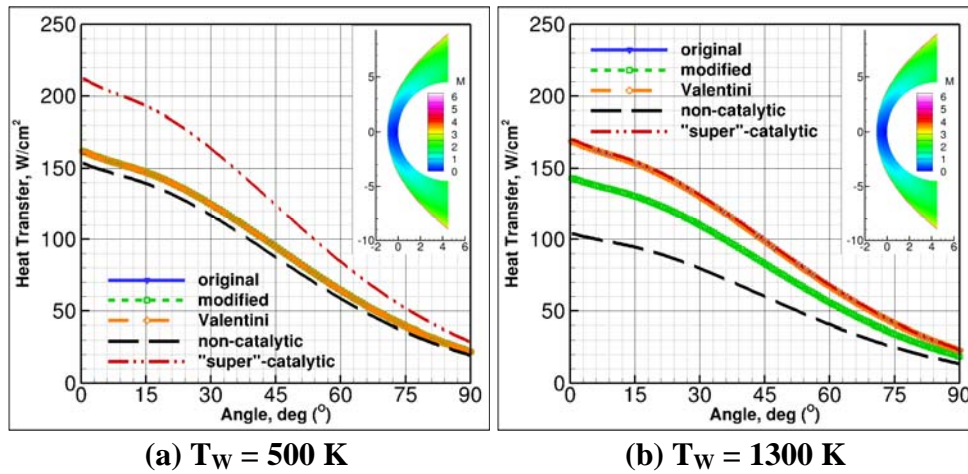 250
200
150
100
50
0
Heat Transfer, W/cm²
0 15 30 45 60 75 90
Angle, deg (°)
original
modified
Valentini
non-catalytic
"super"-catalytic
5
0
-5
-10
-2 0 2 4 6
M
6
5
4
3
2
1
0
(a) T_W = 500 K
250
200
150
100
50
0
Heat Transfer, W/cm²
0 15 30 45 60 75 90
Angle, deg (°)
original
modified
Valentini
non-catalytic
"super"-catalytic
5
0
-5
-10
-2 0 2 4 6
M
6
5
4
3
2
1
0
(b) T_W = 1300 K